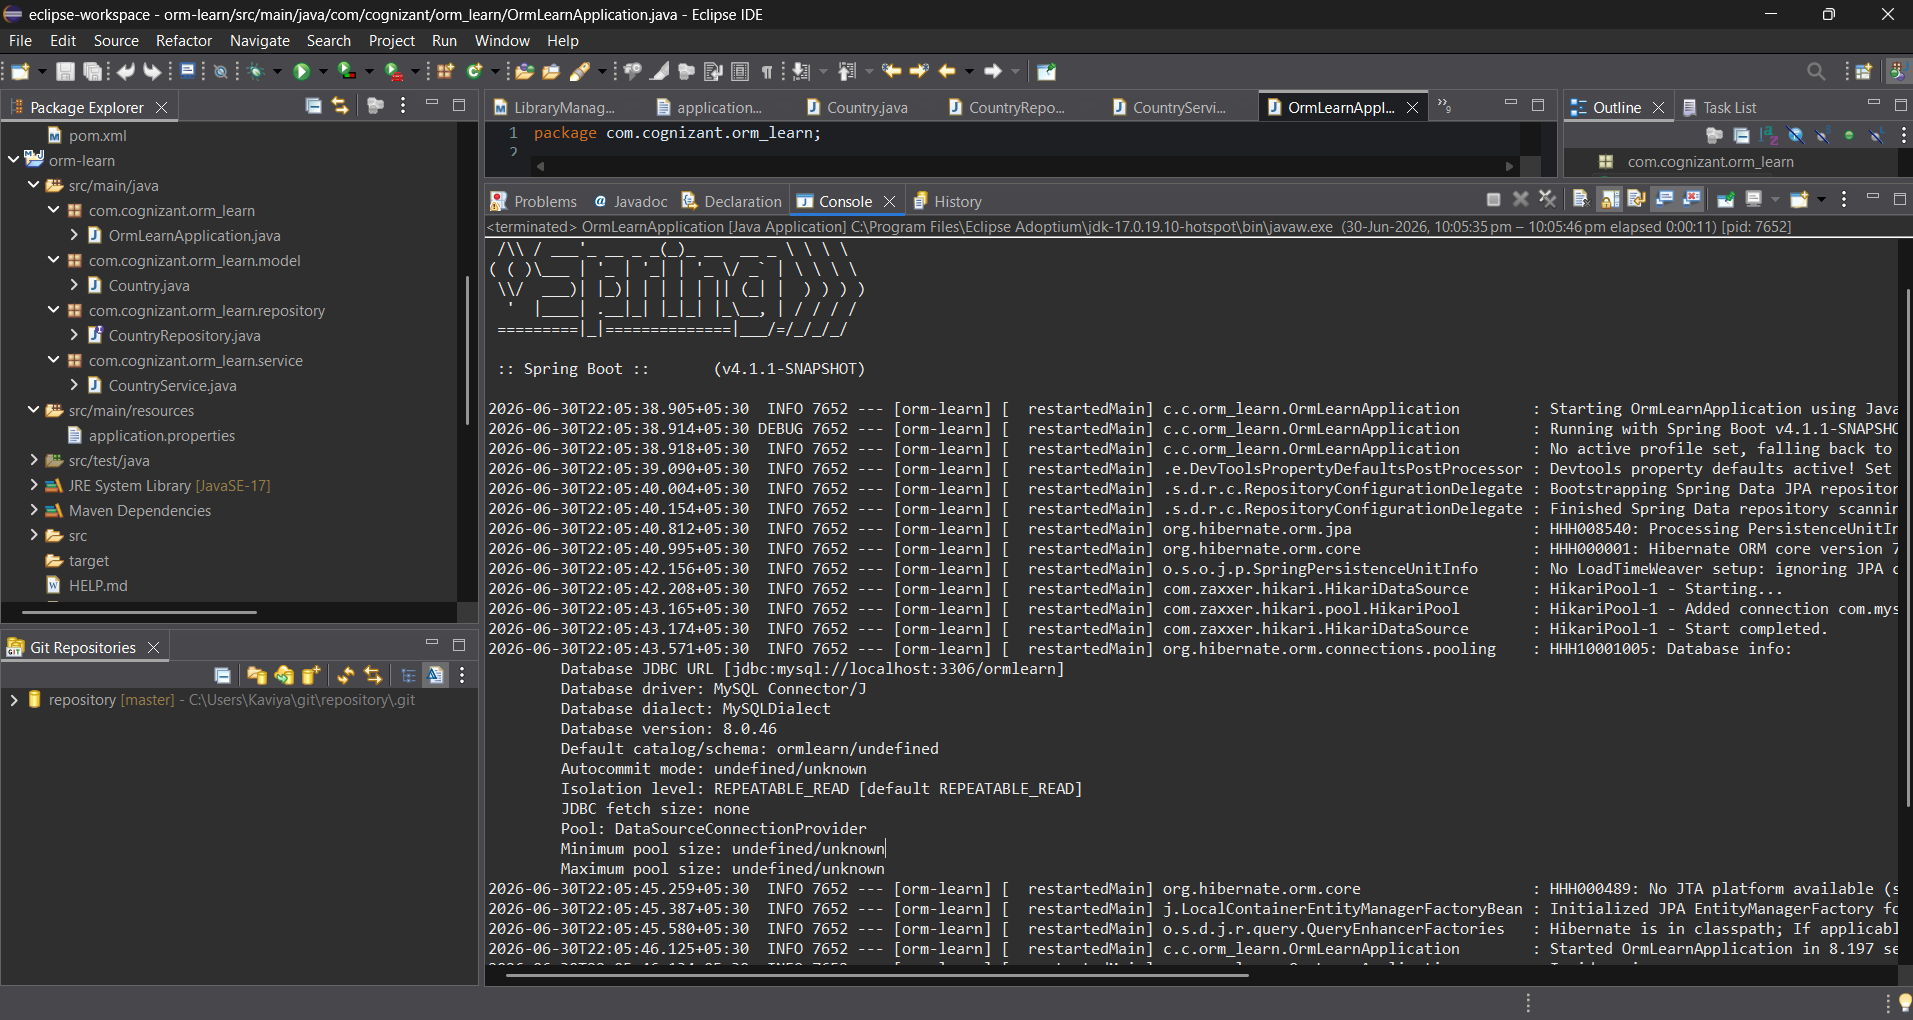 eclipse-workspace - orm-learn/src/main/java/com/cognizant/orm_learn/OrmLearnApplication.java - Eclipse IDE
File Edit Source Refactor Navigate Search Project Run Window Help
Package Explorer
pom.xml
orm-learn
src/main/java
com.cognizant.orm_learn
OrmLearnApplication.java
com.cognizant.orm_learn.model
Country.java
com.cognizant.orm_learn.repository
CountryRepository.java
com.cognizant.orm_learn.service
CountryService.java
src/main/resources
application.properties
src/test/java
JRE System Library [JavaSE-17]
Maven Dependencies
src
target
HELP.md
Git Repositories
repository [master] - C:\Users\Kaviya\git\repository\.git
LibraryManag... application... Country.java CountryRepo... CountryServi... OrmLearnAppl... »9
1 package com.cognizant.orm_learn;
2
Outline Task List
com.cognizant.orm_learn
Problems @ Javadoc Declaration Console History
<terminated> OrmLearnApplication [Java Application] C:\Program Files\Eclipse Adoptium\jdk-17.0.19.10-hotspot\bin\javaw.exe (30-Jun-2026, 10:05:35 pm – 10:05:46 pm elapsed 0:00:11) [pid: 7652]
:: Spring Boot :: (v4.1.1-SNAPSHOT)
2026-06-30T22:05:38.905+05:30 INFO 7652 --- [orm-learn] [ restartedMain] c.c.orm_learn.OrmLearnApplication : Starting OrmLearnApplication using Java
2026-06-30T22:05:38.914+05:30 DEBUG 7652 --- [orm-learn] [ restartedMain] c.c.orm_learn.OrmLearnApplication : Running with Spring Boot v4.1.1-SNAPSHO
2026-06-30T22:05:38.918+05:30 INFO 7652 --- [orm-learn] [ restartedMain] c.c.orm_learn.OrmLearnApplication : No active profile set, falling back to
2026-06-30T22:05:39.090+05:30 INFO 7652 --- [orm-learn] [ restartedMain] .e.DevToolsPropertyDefaultsPostProcessor : Devtools property defaults active! Set
2026-06-30T22:05:40.004+05:30 INFO 7652 --- [orm-learn] [ restartedMain] .s.d.r.c.RepositoryConfigurationDelegate : Bootstrapping Spring Data JPA repositor
2026-06-30T22:05:40.154+05:30 INFO 7652 --- [orm-learn] [ restartedMain] .s.d.r.c.RepositoryConfigurationDelegate : Finished Spring Data repository scannin
2026-06-30T22:05:40.812+05:30 INFO 7652 --- [orm-learn] [ restartedMain] org.hibernate.orm.jpa : HHH008540: Processing PersistenceUnitIn
2026-06-30T22:05:40.995+05:30 INFO 7652 --- [orm-learn] [ restartedMain] org.hibernate.orm.core : HHH000001: Hibernate ORM core version 7
2026-06-30T22:05:42.156+05:30 INFO 7652 --- [orm-learn] [ restartedMain] o.s.o.j.p.SpringPersistenceUnitInfo : No LoadTimeWeaver setup: ignoring JPA c
2026-06-30T22:05:42.208+05:30 INFO 7652 --- [orm-learn] [ restartedMain] com.zaxxer.hikari.HikariDataSource : HikariPool-1 - Starting...
2026-06-30T22:05:43.165+05:30 INFO 7652 --- [orm-learn] [ restartedMain] com.zaxxer.hikari.pool.HikariPool : HikariPool-1 - Added connection com.mys
2026-06-30T22:05:43.174+05:30 INFO 7652 --- [orm-learn] [ restartedMain] com.zaxxer.hikari.HikariDataSource : HikariPool-1 - Start completed.
2026-06-30T22:05:43.571+05:30 INFO 7652 --- [orm-learn] [ restartedMain] org.hibernate.orm.connections.pooling : HHH10001005: Database info:
Database JDBC URL [jdbc:mysql://localhost:3306/ormlearn]
Database driver: MySQL Connector/J
Database dialect: MySQLDialect
Database version: 8.0.46
Default catalog/schema: ormlearn/undefined
Autocommit mode: undefined/unknown
Isolation level: REPEATABLE_READ [default REPEATABLE_READ]
JDBC fetch size: none
Pool: DataSourceConnectionProvider
Minimum pool size: undefined/unknown
Maximum pool size: undefined/unknown
2026-06-30T22:05:45.259+05:30 INFO 7652 --- [orm-learn] [ restartedMain] org.hibernate.orm.core : HHH000489: No JTA platform available (s
2026-06-30T22:05:45.387+05:30 INFO 7652 --- [orm-learn] [ restartedMain] j.LocalContainerEntityManagerFactoryBean : Initialized JPA EntityManagerFactory fo
2026-06-30T22:05:45.580+05:30 INFO 7652 --- [orm-learn] [ restartedMain] o.s.d.j.r.query.QueryEnhancerFactories : Hibernate is in classpath; If applicabl
2026-06-30T22:05:46.125+05:30 INFO 7652 --- [orm-learn] [ restartedMain] c.c.orm_learn.OrmLearnApplication : Started OrmLearnApplication in 8.197 se